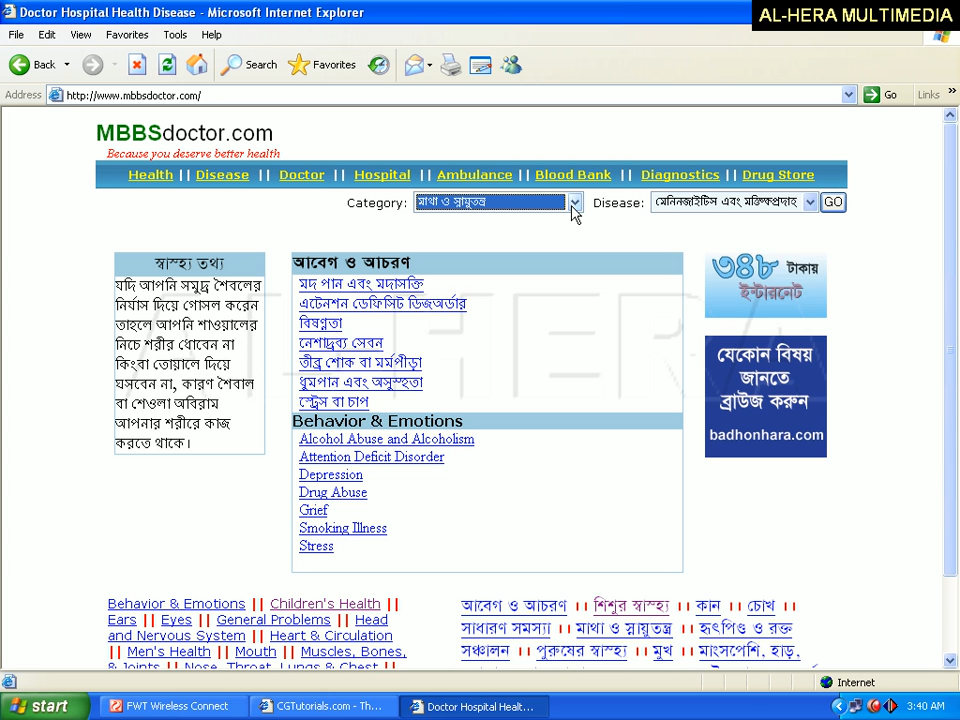 Doctor Hospital Health Disease - Microsoft Internet Explorer
AL-HERA MULTIMEDIA
File Edit View Favorites Tools Help
Back Search Favorites
Address http://www.mbbsdoctor.com/ Go Links »
MBBSdoctor.com
Because you deserve better health
Health || Disease || Doctor || Hospital || Ambulance || Blood Bank || Diagnostics || Drug Store
Category: মাথা ও স্নায়ুতন্ত্র Disease: মেনিনজাইটিস এবং মস্তিষ্কপ্রদাহ GO
স্বাস্হ্য তথ্য
যদি আপনি সমুদ্র শৈবলের
নির্যাস দিয়ে গোসল করেন
তাহলে আপনি শাওয়ালের
নিচে শরীর ধোবেন না
কিংবা তোয়ালে দিয়ে
ঘসবেন না, কারণ শৈবাল
বা শেওলা অবিরাম
আপনার শরীরে কাজ
করতে থাকে।
আবেগ ও আচরণ
মদ পান এবং মদাসক্তি
এটেনশন ডেফিসিট ডিজঅর্ডার
বিষণ্ণতা
নেশাদ্রব্য সেবন
তীব্র শোক বা মর্মপীড়া
ধুমপান এবং অসুস্হতা
স্ট্রেস বা চাপ
Behavior & Emotions
Alcohol Abuse and Alcoholism
Attention Deficit Disorder
Depression
Drug Abuse
Grief
Smoking Illness
Stress
৩৪৮ টাকায়
ইন্টারনেট
যেকোন বিষয়
জানতে
ব্রাউজ করুন
badhonhara.com
AL-HERA
Behavior & Emotions || Children's Health ||
Ears || Eyes || General Problems || Head
and Nervous System || Heart & Circulation
|| Men's Health || Mouth || Muscles, Bones,
& Joints || Nose, Throat, Lungs & Chest ||
আবেগ ও আচরণ ।। শিশুর স্বাস্হ্য ।। কান ।। চোখ ।।
সাধারণ সমস্যা ।। মাথা ও স্নায়ুতন্ত্র ।। হৃৎপিণ্ড ও রক্ত
সঞ্চালন ।। পুরুষের স্বাস্হ্য ।। মুখ ।। মাংসপেশি, হাড়,
Internet
start FWT Wireless Connect CGTutorials.com - Th... Doctor Hospital Healt... 3:40 AM